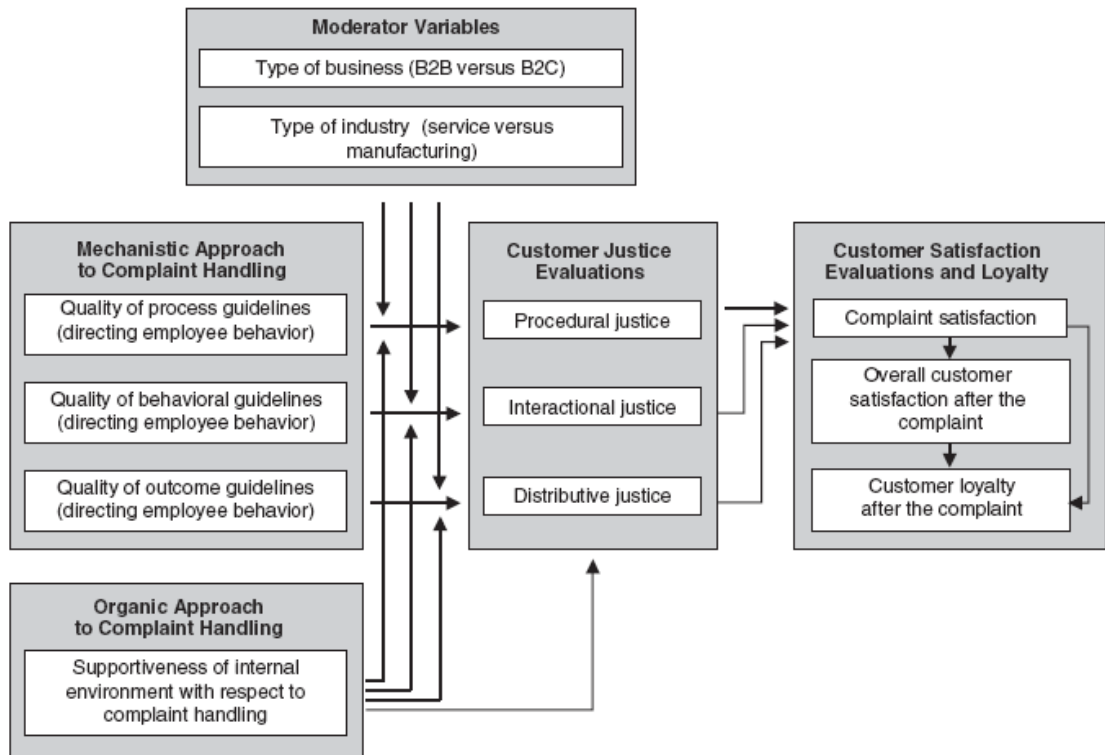 Moderator Variables
Type of business (B2B versus B2C)
Type of industry (service versus
manufacturing)
Mechanistic Approach
to Complaint Handling
Quality of process guidelines
(directing employee behavior)
Quality of behavioral guidelines
(directing employee behavior)
Quality of outcome guidelines
(directing employee behavior)
Customer Justice
Evaluations
Procedural justice
Interactional justice
Distributive justice
Customer Satisfaction
Evaluations and Loyalty
Complaint satisfaction
Overall customer
satisfaction after the
complaint
Customer loyalty
after the complaint
Organic Approach
to Complaint Handling
Supportiveness of internal
environment with respect to
complaint handling